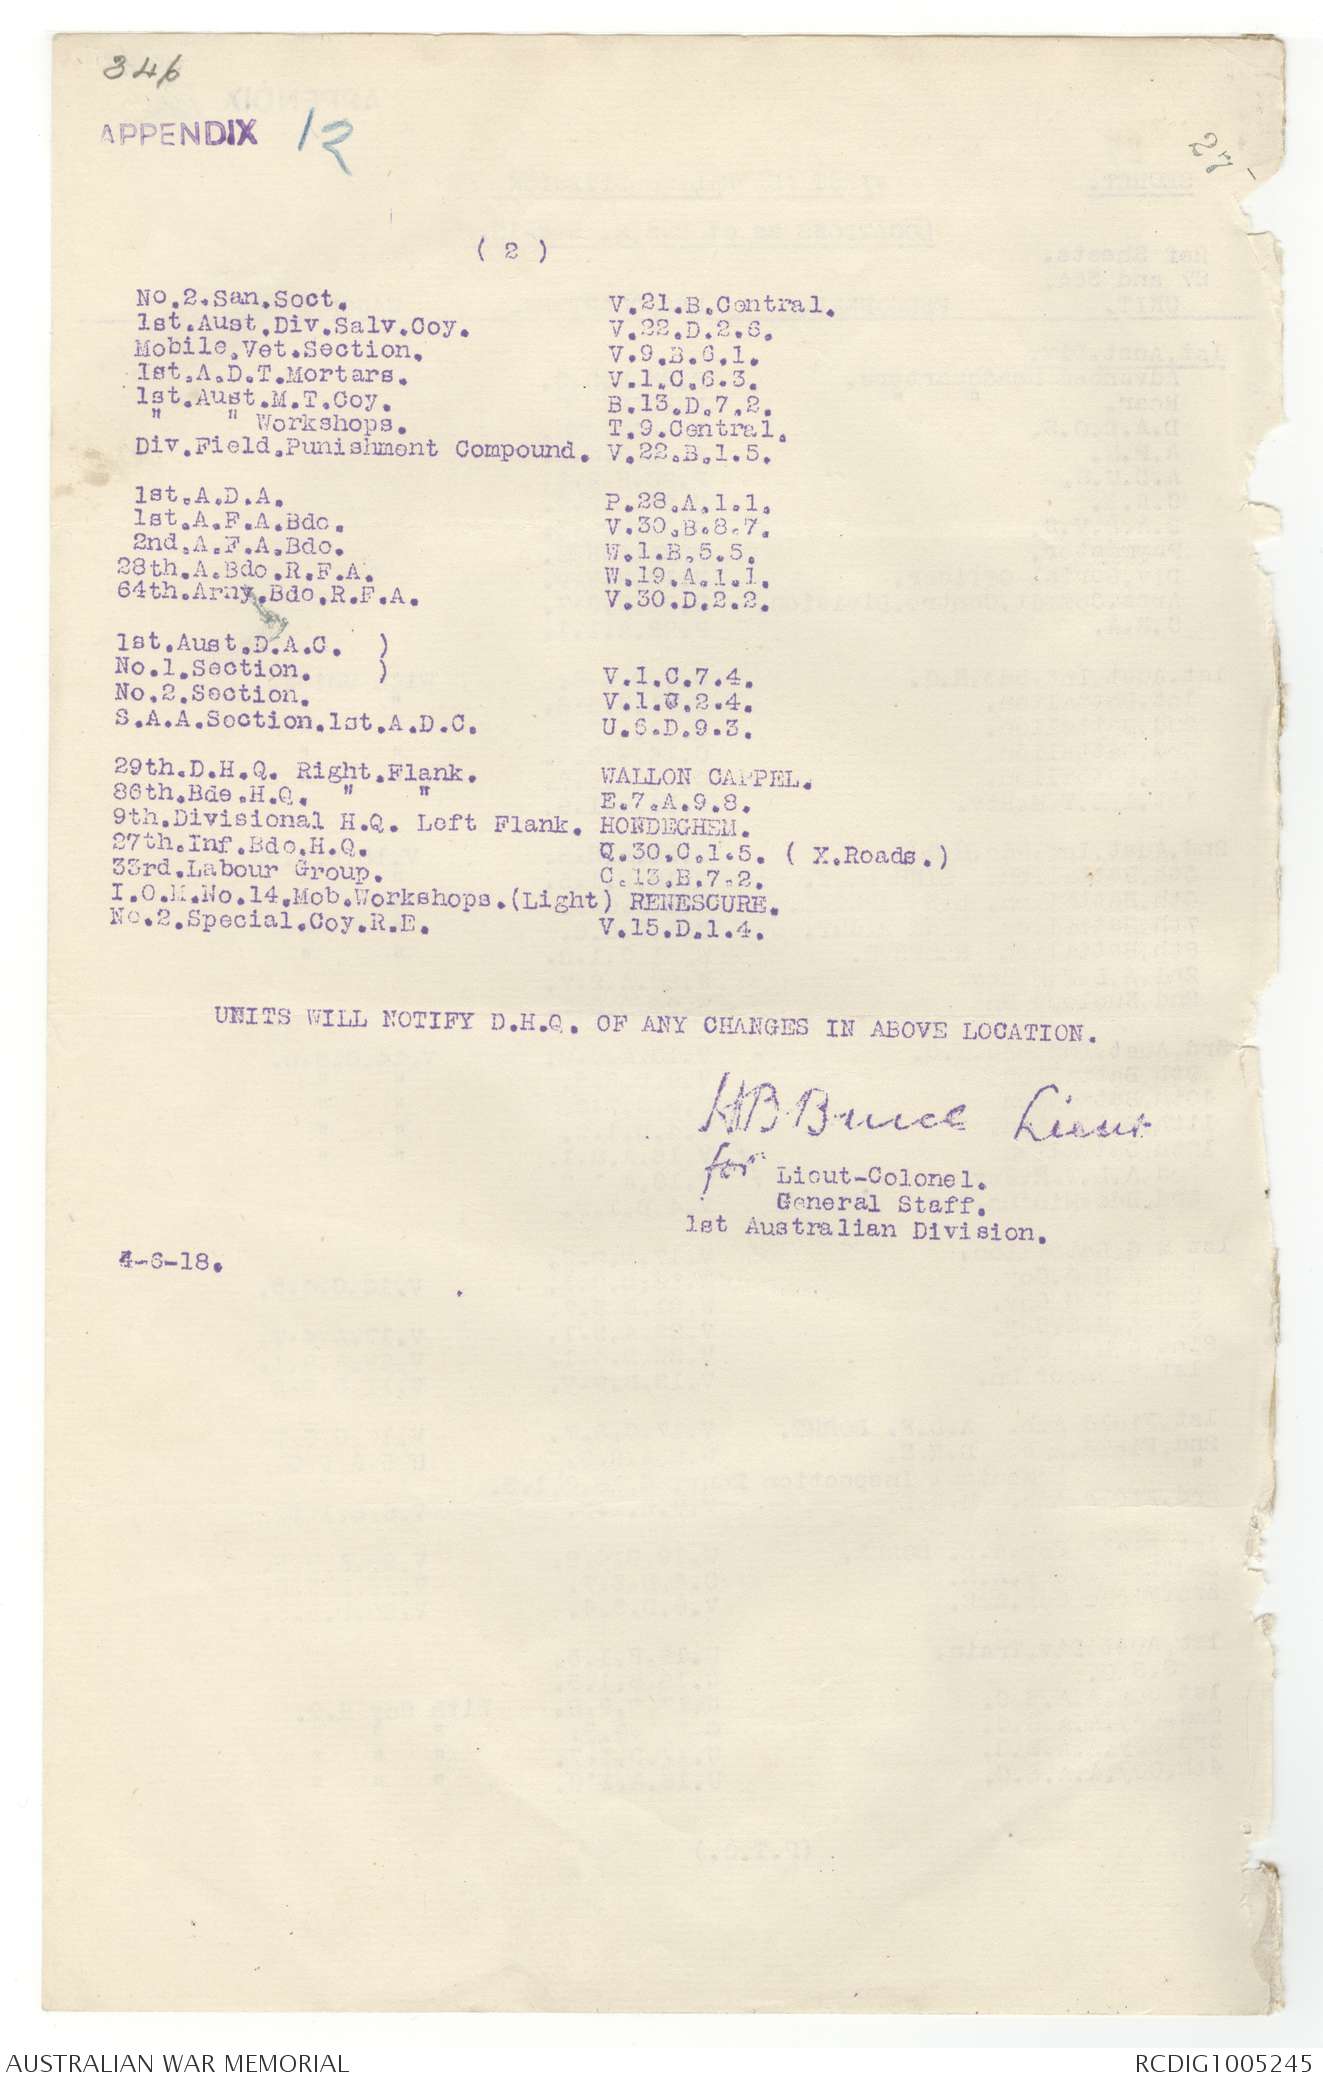 346
APPENDIX 12
27
( 2 )
No.2.San.Sect. V.21.B.Central.
1st.Aust.Div.Salv.Coy. V.22.D.2.6.
Mobile.Vet.Section. V.9.B.6.1.
1st.A.D.T.Mortars. V.1.C.6.3.
1st.Aust.M.T.Coy. B.13.D.7.2.
" " Workshops. T.9.Central.
Div.Field.Punishment Compound. V.22.B.1.5.
1st.A.D.A. P.28.A.1.1.
1st.A.F.A.Bde. V.30.B.8.7.
2nd.A.F.A.Bde. W.1.B.5.5.
28th.A.Bde.R.F.A. W.19.A.1.1.
64th.Army.Bde.R.F.A. V.30.D.2.2.
1st.Aust.D.A.C. )
No.1.Section. ) V.1.C.7.4.
No.2.Section. V.1.C.2.4.
S.A.A.Section.1st.A.D.C. U.6.D.9.3.
29th.D.H.Q. Right.Flank. WALLON CAPPEL.
86th.Bde.H.Q. " " E.7.A.9.8.
9th.Divisional H.Q. Left Flank. HONDEGHEM.
27th.Inf.Bde.H.Q. Q.30.C.1.5. ( X.Roads.)
33rd.Labour Group. C.13.B.7.2.
I.O.M.No.14.Mob.Workshops.(Light) RENESCURE.
No.2.Special.Coy.R.E. V.15.D.1.4.
UNITS WILL NOTIFY D.H.Q. OF ANY CHANGES IN ABOVE LOCATION.
HBBruce Lieut
for Lieut-Colonel.
General Staff.
1st Australian Division.
4-6-18.
AUSTRALIAN WAR MEMORIAL
RCDIG1005245